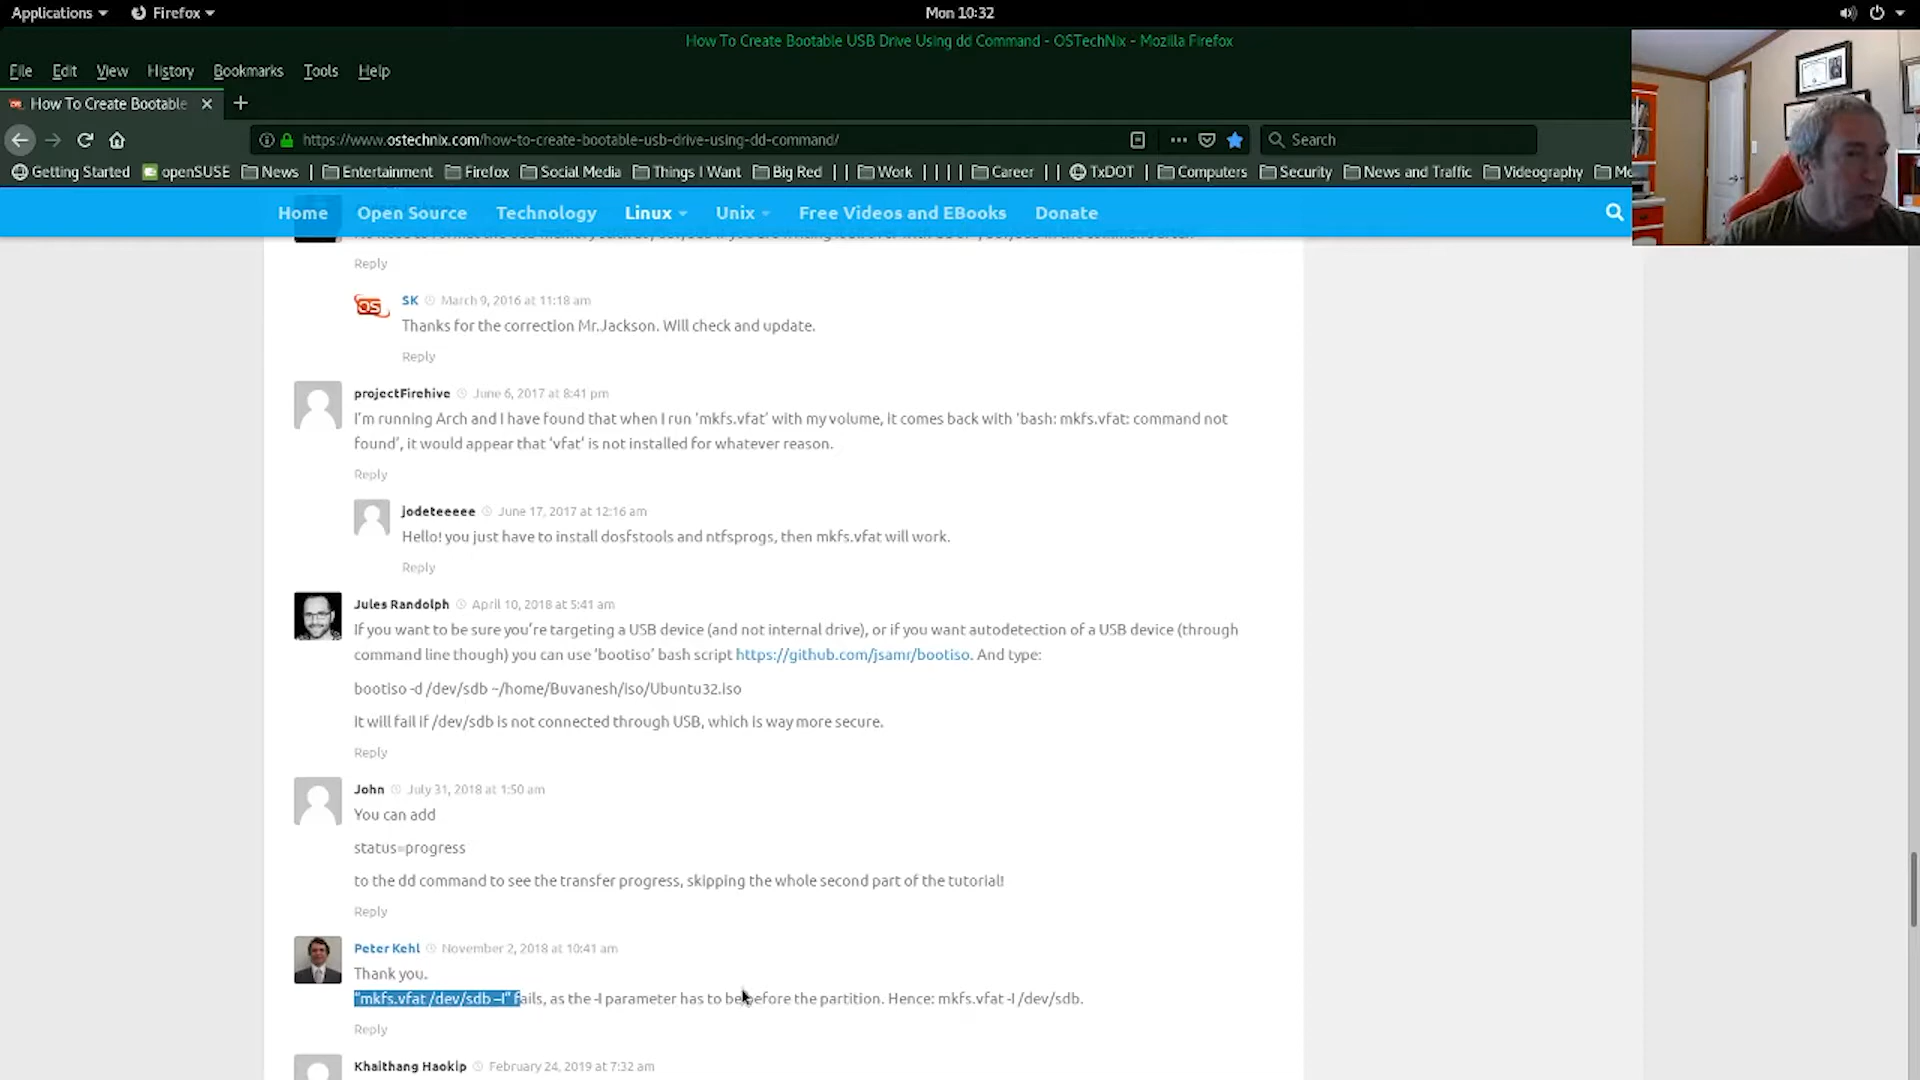 Applications Firefox Mon 10:32
How To Create Bootable USB Drive Using dd Command - OSTechNix - Mozilla Firefox
File Edit View History Bookmarks Tools Help
How To Create Bootable
https://www.ostechnix.com/how-to-create-bootable-usb-drive-using-dd-command/ Search
Getting Started openSUSE News | Entertainment Firefox Social Media Things I Want Big Red | | Work | | | | Career | | TxDOT | Computers Security News and Traffic Videography
Home Open Source Technology Linux Unix Free Videos and EBooks Donate
Reply
SK March 9, 2016 at 11:18 am
Thanks for the correction Mr.Jackson. Will check and update.
Reply
projectFirehive June 6, 2017 at 8:41 pm
I'm running Arch and I have found that when I run 'mkfs.vfat' with my volume, it comes back with 'bash: mkfs.vfat: command not
found', it would appear that 'vfat' is not installed for whatever reason.
Reply
jodeteeeee June 17, 2017 at 12:16 am
Hello! you just have to install dosfstools and ntfsprogs, then mkfs.vfat will work.
Reply
Jules Randolph April 10, 2018 at 5:41 am
If you want to be sure you're targeting a USB device (and not internal drive), or if you want autodetection of a USB device (through
command line though) you can use 'bootiso' bash script https://github.com/jsamr/bootiso. And type:
bootiso -d /dev/sdb ~/home/Buvanesh/iso/Ubuntu32.iso
It will fail if /dev/sdb is not connected through USB, which is way more secure.
Reply
John July 31, 2018 at 1:50 am
You can add
status=progress
to the dd command to see the transfer progress, skipping the whole second part of the tutorial!
Reply
Peter Kehl November 2, 2018 at 10:41 am
Thank you.
"mkfs.vfat /dev/sdb –I" fails, as the -I parameter has to be before the partition. Hence: mkfs.vfat -I /dev/sdb.
Reply
Khaithang Haokip February 24, 2019 at 7:32 am